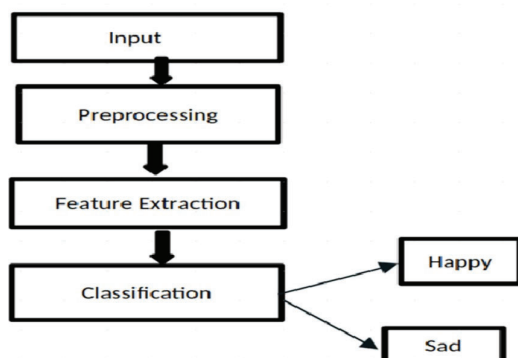 Input
Preprocessing
Feature Extraction
Classification
Happy
Sad